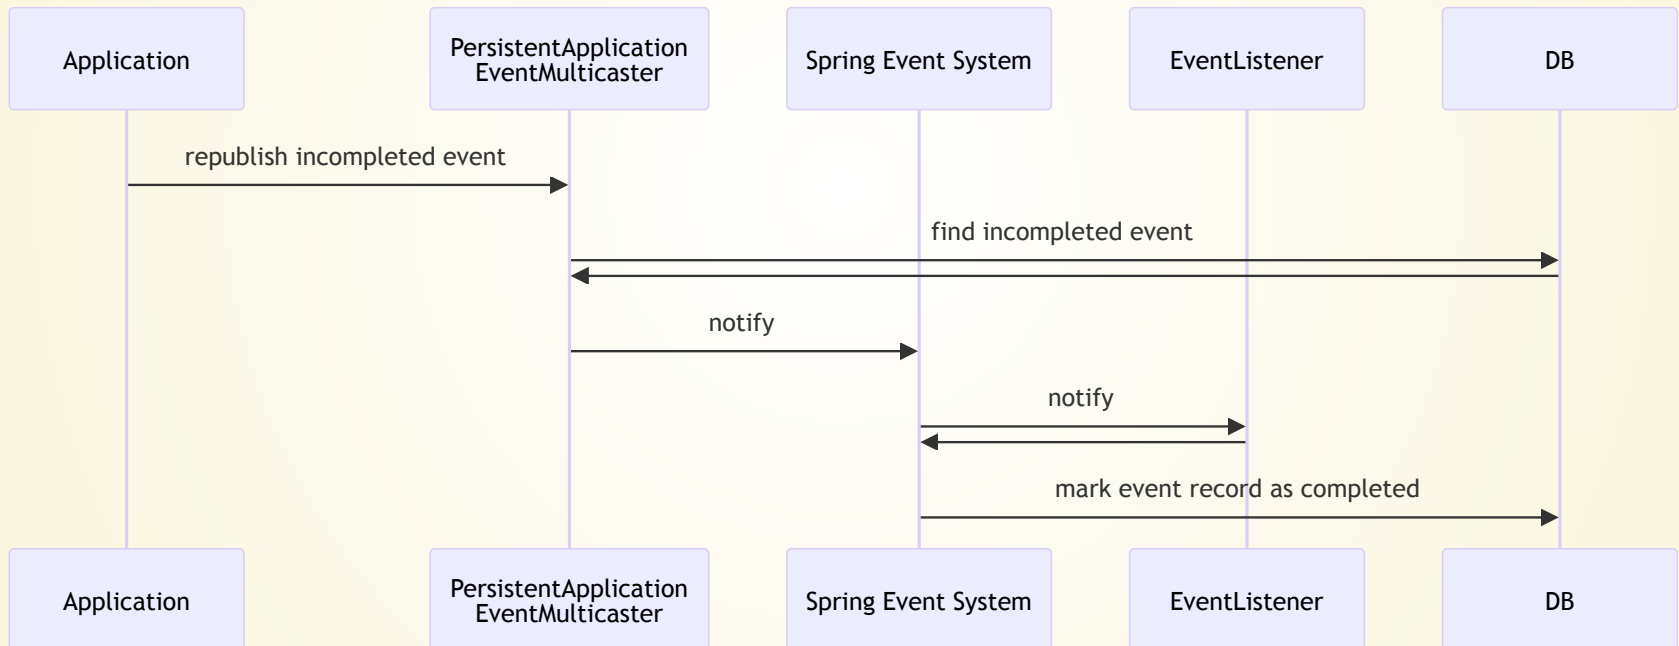 Application
PersistentApplication
EventMulticaster
Spring Event System
EventListener
DB
republish incompleted event
find incompleted event
notify
notify
mark event record as completed
Application
PersistentApplication
EventMulticaster
Spring Event System
EventListener
DB